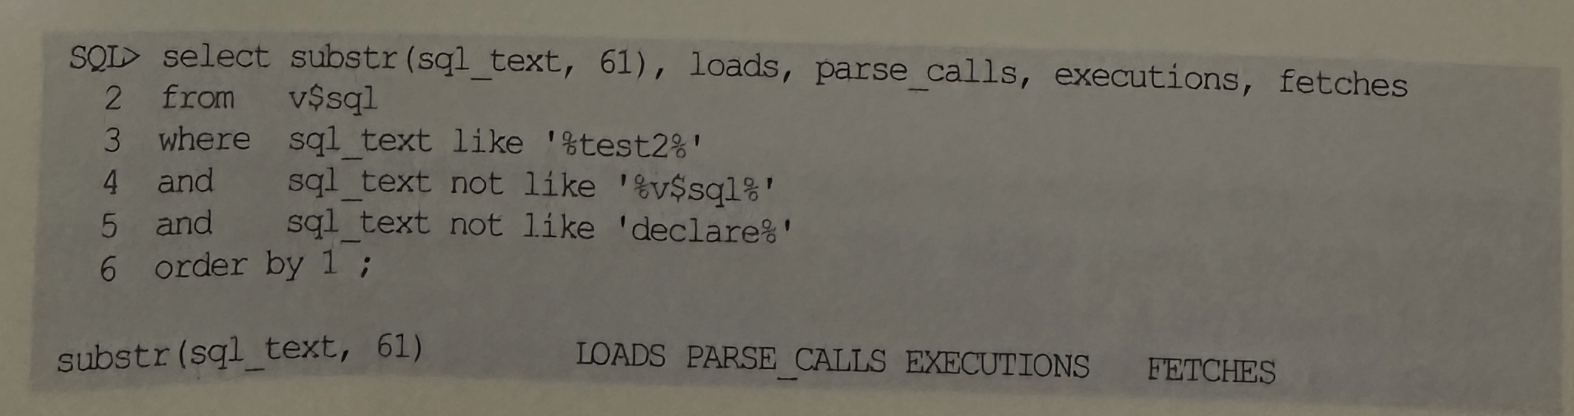 SQL> select substr(sql_text, 61), loads, parse_calls, executions, fetches
2 from v$sql
3 where sql_text like '%test2%'
4 and sql_text not like '%v$sql%'
5 and sql_text not like 'declare%'
6 order by 1 ;
substr(sql_text, 61) LOADS PARSE_CALLS EXECUTIONS FETCHES